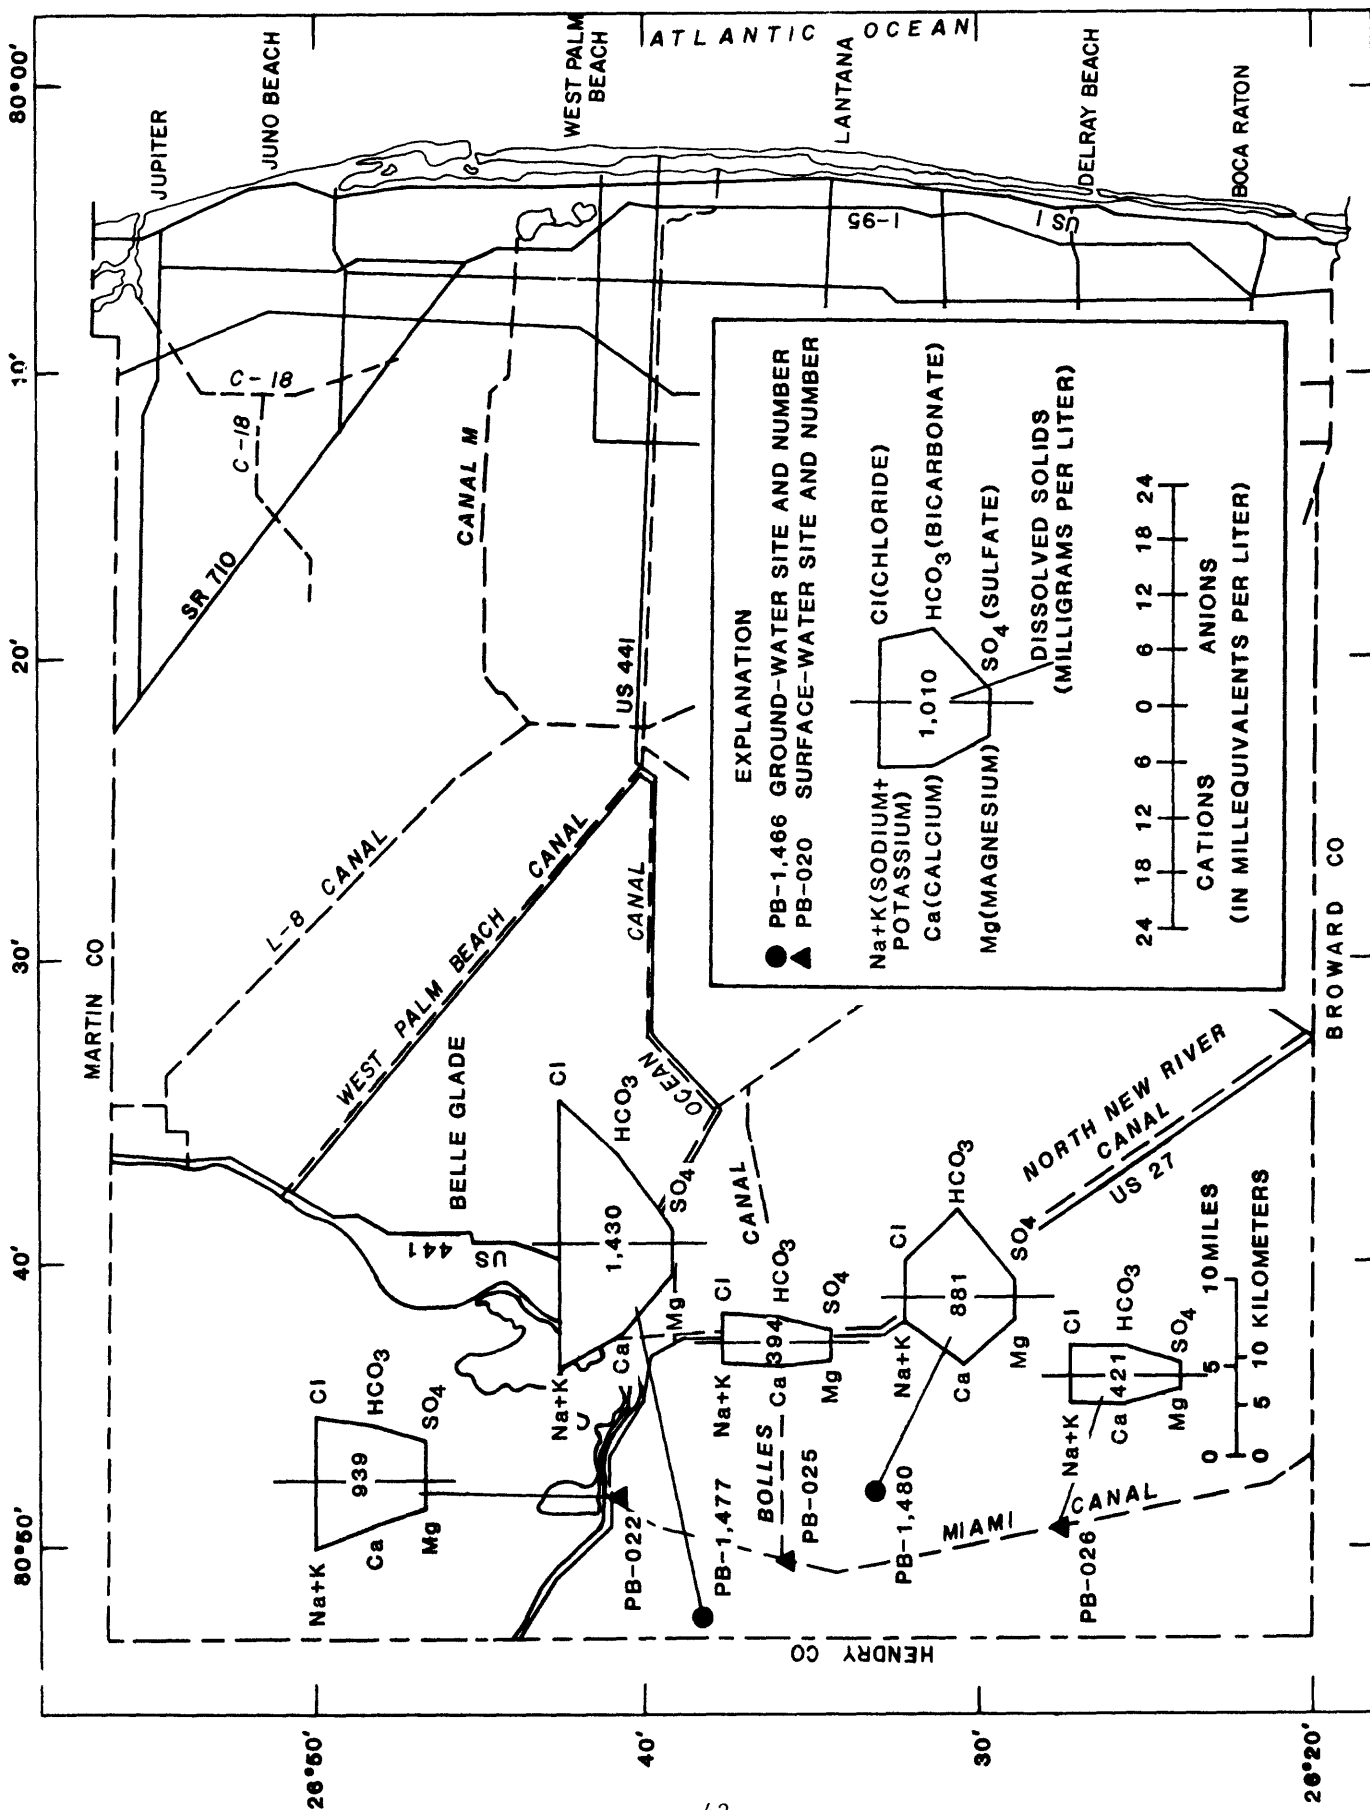 80°50'
40'
30'
20'
10'
80°00'
26°50'
40'
30'
26°20'
MARTIN CO
HENDRY CO
BROWARD CO
ATLANTIC OCEAN
JUPITER
JUNO BEACH
WEST PALM
BEACH
LANTANA
DELRAY BEACH
BOCA RATON
C-18
C-18
SR 710
CANAL M
L-8 CANAL
WEST PALM BEACH CANAL
US 441
I-95
US 1
BELLE GLADE
US 441
OCEAN CANAL
BOLLES CANAL
MIAMI CANAL
NORTH NEW RIVER
CANAL
US 27
Na+K Cl
Ca 939 HCO3
Mg SO4
PB-022
Na+K Cl
Ca 1,430 HCO3
Mg SO4
PB-1,477
Na+K Cl
Ca 394 HCO3
Mg SO4
PB-025
Na+K Cl
Ca 881 HCO3
Mg SO4
PB-1,480
Na+K Cl
Ca 421 HCO3
Mg SO4
PB-026
0 5 10 MILES
0 5 10 KILOMETERS
EXPLANATION
PB-1,466 GROUND-WATER SITE AND NUMBER
PB-020 SURFACE-WATER SITE AND NUMBER
Na+K(SODIUM+ Cl(CHLORIDE)
POTASSIUM)
Ca(CALCIUM) 1,010 HCO3(BICARBONATE)
Mg(MAGNESIUM) SO4(SULFATE)
DISSOLVED SOLIDS
(MILLIGRAMS PER LITER)
24 18 12 6 0 6 12 18 24
CATIONS ANIONS
(IN MILLEQUIVALENTS PER LITER)